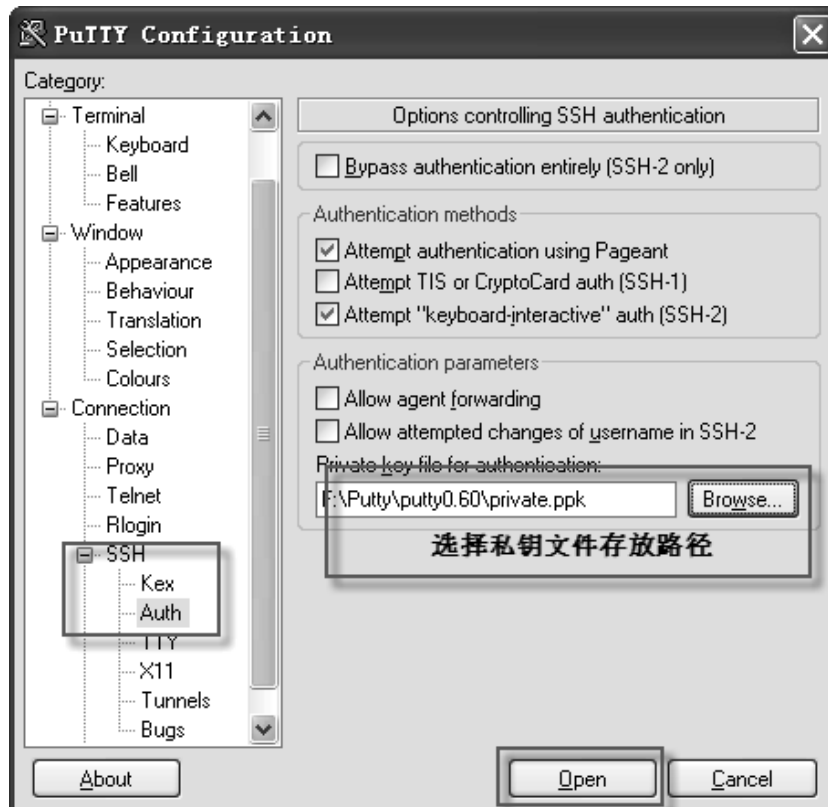 PuTTY Configuration
Category:
Terminal
Keyboard
Bell
Features
Window
Appearance
Behaviour
Translation
Selection
Colours
Connection
Data
Proxy
Telnet
Rlogin
SSH
Kex
Auth
TTY
X11
Tunnels
Bugs
Options controlling SSH authentication
Bypass authentication entirely (SSH-2 only)
Authentication methods
Attempt authentication using Pageant
Attempt TIS or CryptoCard auth (SSH-1)
Attempt "keyboard-interactive" auth (SSH-2)
Authentication parameters
Allow agent forwarding
Allow attempted changes of username in SSH-2
Private key file for authentication:
F:\Putty\putty0.60\private.ppk
Browse...
选择私钥文件存放路径
About
Open
Cancel